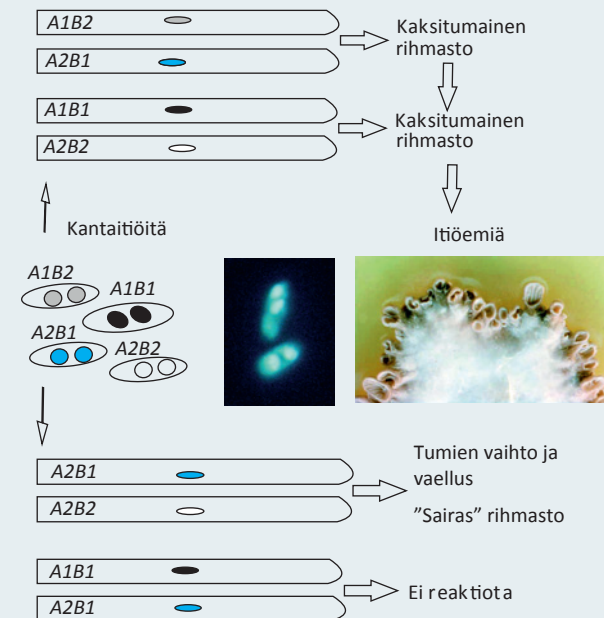 A1B2
A2B1
Kaksitumainen
rihmasto
A1B1
A2B2
Kaksitumainen
rihmasto
Kantaitiöitä
Itiöemiä
A1B2
A1B1
A2B1
A2B2
A2B1
A2B2
Tumien vaihto ja
vaellus
”Sairas” rihmasto
A1B1
A2B1
Ei reaktiota